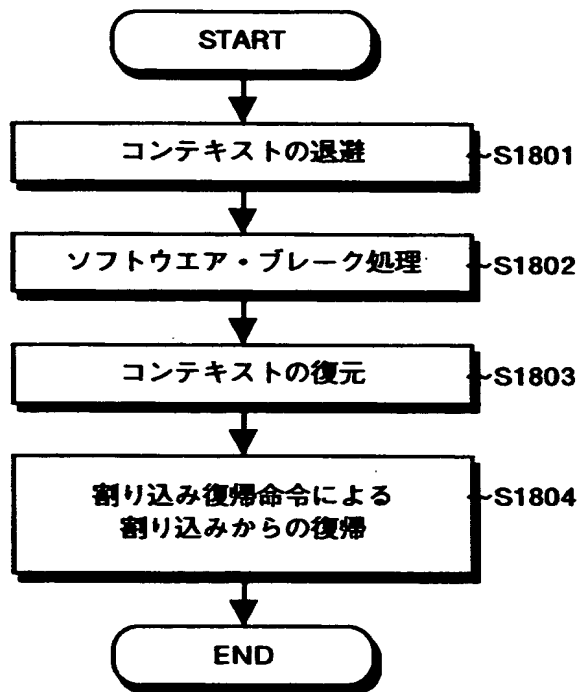 START
コンテキストの退避
S1801
ソフトウエア・ブレーク処理
S1802
コンテキストの復元
S1803
割り込み復帰命令による
割り込みからの復帰
S1804
END